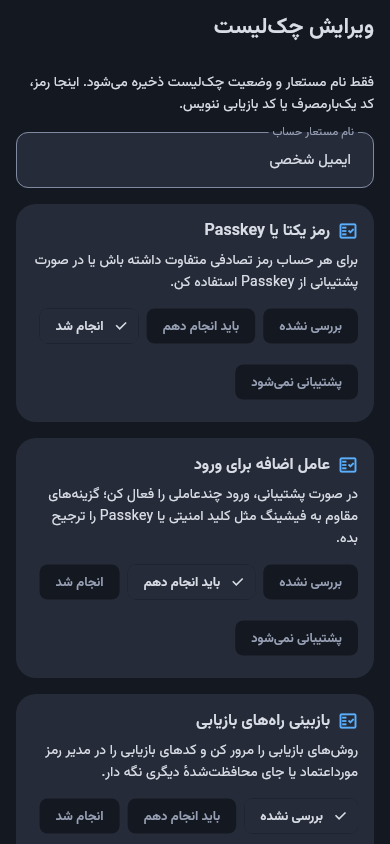 ویرایش چک‌لیست
فقط نام مستعار و وضعیت چک‌لیست ذخیره می‌شود. اینجا رمز،
کد یک‌بارمصرف یا کد بازیابی ننویس.
نام مستعار حساب
ایمیل شخصی
رمز یکتا یا Passkey
برای هر حساب رمز تصادفی متفاوت داشته باش یا در صورت
پشتیبانی از Passkey استفاده کن.
بررسی نشده
باید انجام دهم
انجام شد
پشتیبانی نمی‌شود
عامل اضافه برای ورود
در صورت پشتیبانی، ورود چندعاملی را فعال کن؛ گزینه‌های
مقاوم به فیشینگ مثل کلید امنیتی یا Passkey را ترجیح
بده.
بررسی نشده
باید انجام دهم
انجام شد
پشتیبانی نمی‌شود
بازبینی راه‌های بازیابی
روش‌های بازیابی را مرور کن و کدهای بازیابی را در مدیر رمز
مورداعتماد یا جای محافظت‌شدهٔ دیگری نگه دار.
بررسی نشده
باید انجام دهم
انجام شد